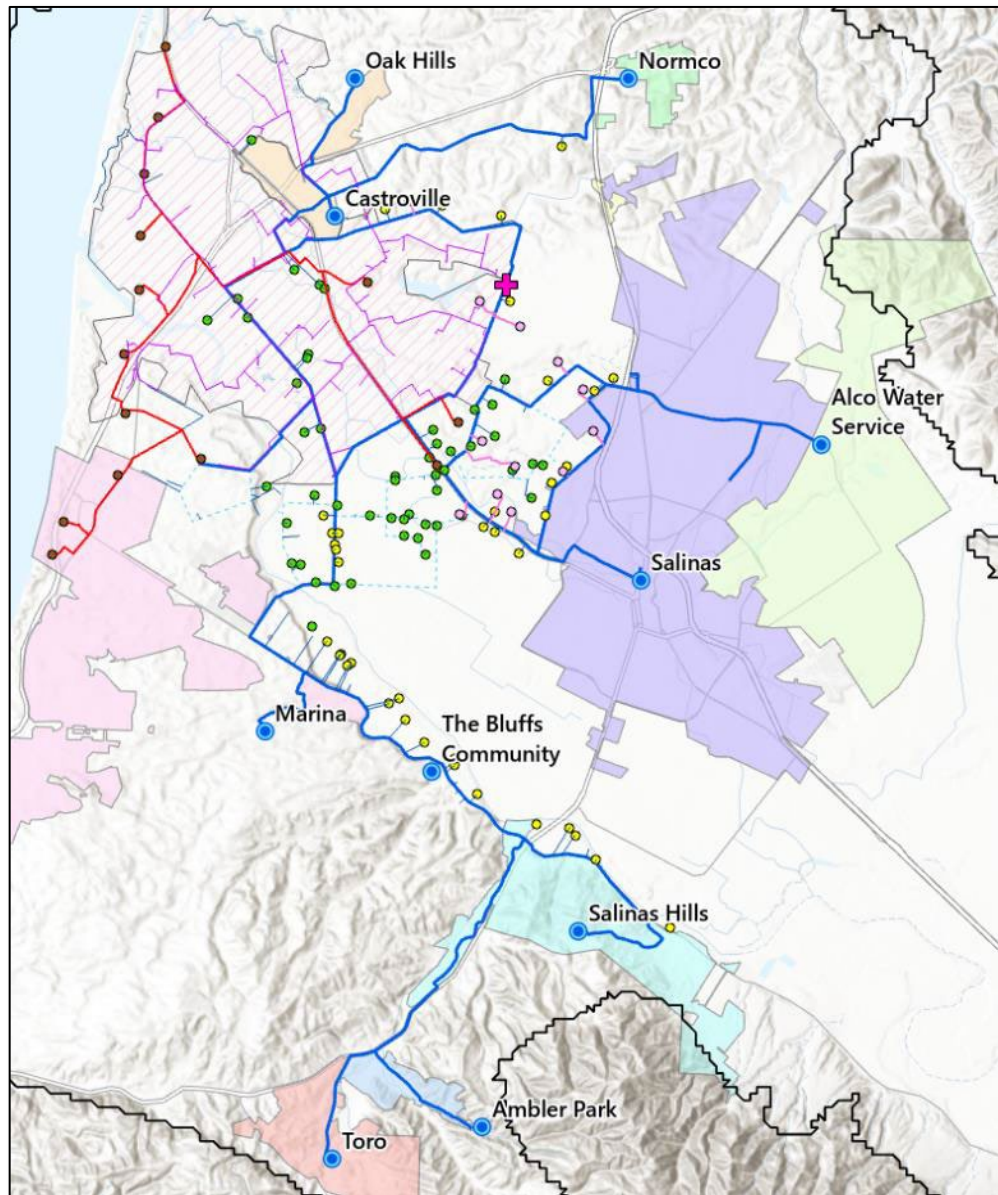 Oak Hills
Normco
Castroville
Alco Water
Service
Salinas
Marina
The Bluffs
Community
Salinas Hills
Ambler Park
Toro